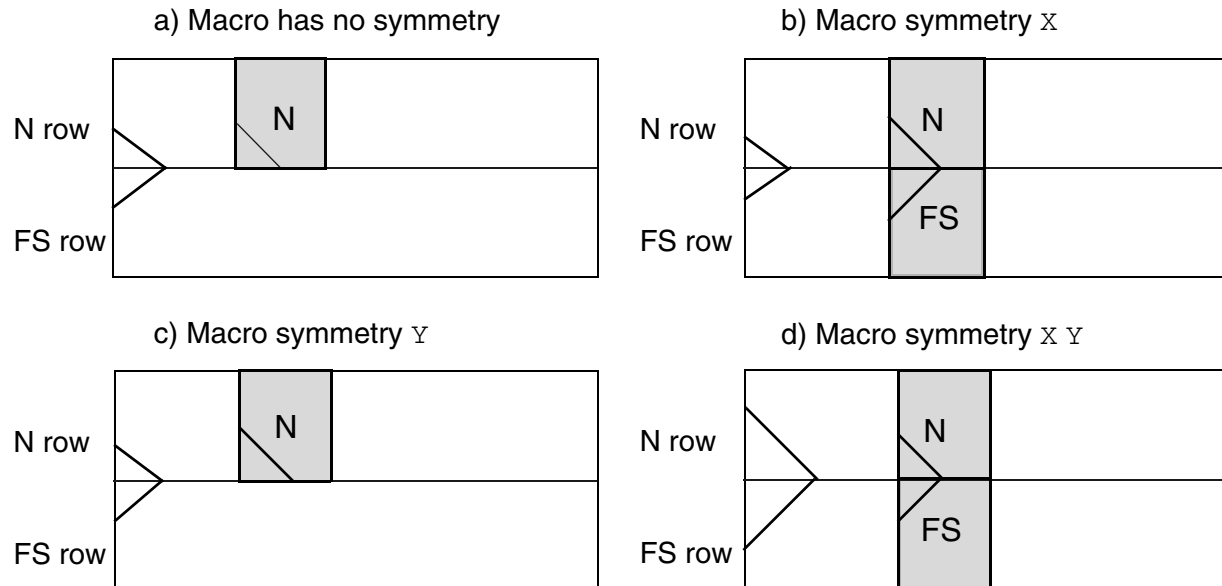 a) Macro has no symmetry
N row
N
FS row
b) Macro symmetry X
N row
N
FS row
FS
c) Macro symmetry Y
N row
N
FS row
d) Macro symmetry X Y
N row
N
FS row
FS